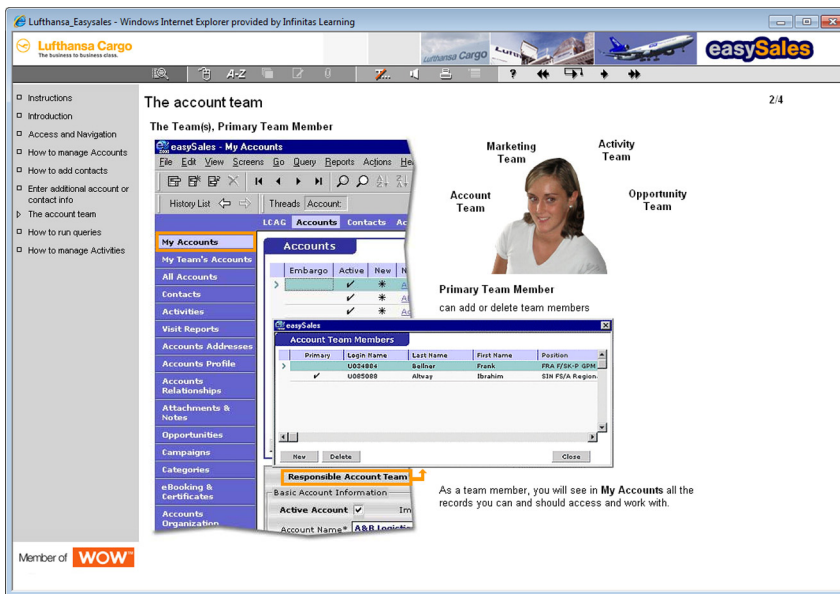 Lufthansa_Easysales - Windows Internet Explorer provided by Infinitas Learning
Lufthansa Cargo
The business to business class.
Lufthansa Cargo
easySales
A-Z
?
Instructions
Introduction
Access and Navigation
How to manage Accounts
How to add contacts
Enter additional account or
contact info
The account team
How to run queries
How to manage Activities
Member of WOW
The account team
2/4
The Team(s), Primary Team Member
easySales - My Accounts
File Edit View Screens Go Query Reports Actions
History List Threads Account:
LCAG Accounts Contacts
My Accounts
My Team's Accounts
All Accounts
Contacts
Activities
Visit Reports
Accounts Addresses
Accounts Profile
Accounts
Relationships
Attachments &
Notes
Opportunities
Campaigns
Categories
eBooking &
Certificates
Accounts
Organization
Accounts
Embargo Active New
easySales
Account Team Members
Primary Login Name Last Name First Name Position
U024804 Bellner Frank FRA F/SK-P GPM
U085088 Altway Ibrahim SIN FS/A Region
New Delete Close
Responsible Account Team
Basic Account Information
Active Account
Account Name* A&B Logistic
Marketing
Team
Activity
Team
Account
Team
Opportunity
Team
Primary Team Member
can add or delete team members
As a team member, you will see in My Accounts all the
records you can and should access and work with.